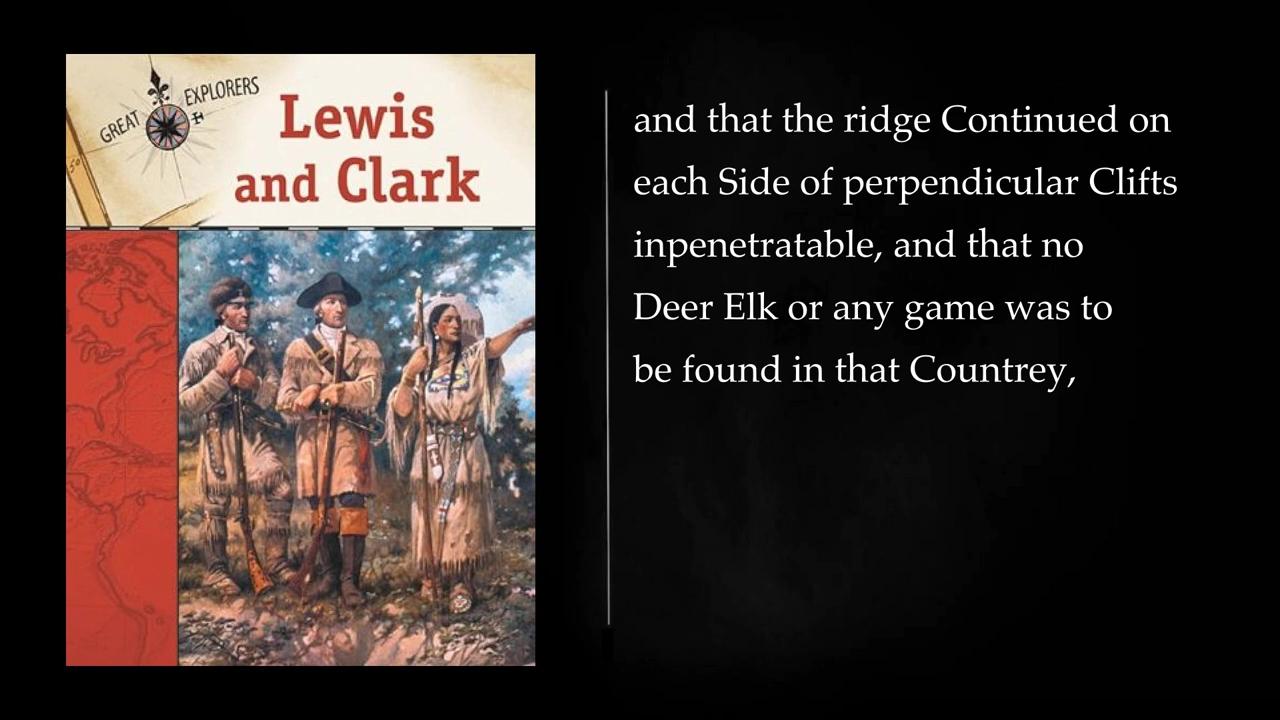 GREAT EXPLORERS
Lewis
and Clark
50
and that the ridge Continued on
each Side of perpendicular Clifts
inpenetratable, and that no
Deer Elk or any game was to
be found in that Countrey,